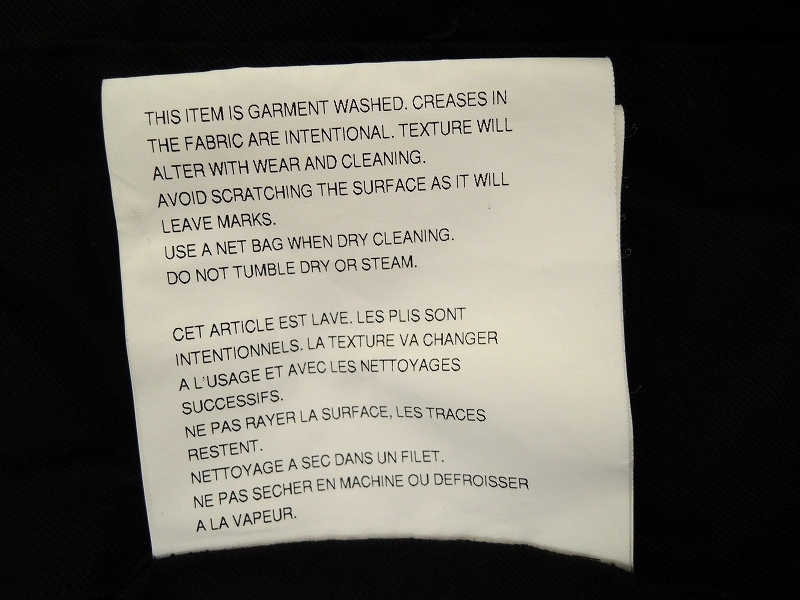 THIS ITEM IS GARMENT WASHED. CREASES IN
THE FABRIC ARE INTENTIONAL. TEXTURE WILL
ALTER WITH WEAR AND CLEANING.
AVOID SCRATCHING THE SURFACE AS IT WILL
LEAVE MARKS.
USE A NET BAG WHEN DRY CLEANING.
DO NOT TUMBLE DRY OR STEAM.
CET ARTICLE EST LAVE. LES PLIS SONT
INTENTIONNELS. LA TEXTURE VA CHANGER
A L'USAGE ET AVEC LES NETTOYAGES
SUCCESSIFS.
NE PAS RAYER LA SURFACE, LES TRACES
RESTENT.
NETTOYAGE A SEC DANS UN FILET.
NE PAS SECHER EN MACHINE OU DEFROISSER
A LA VAPEUR.